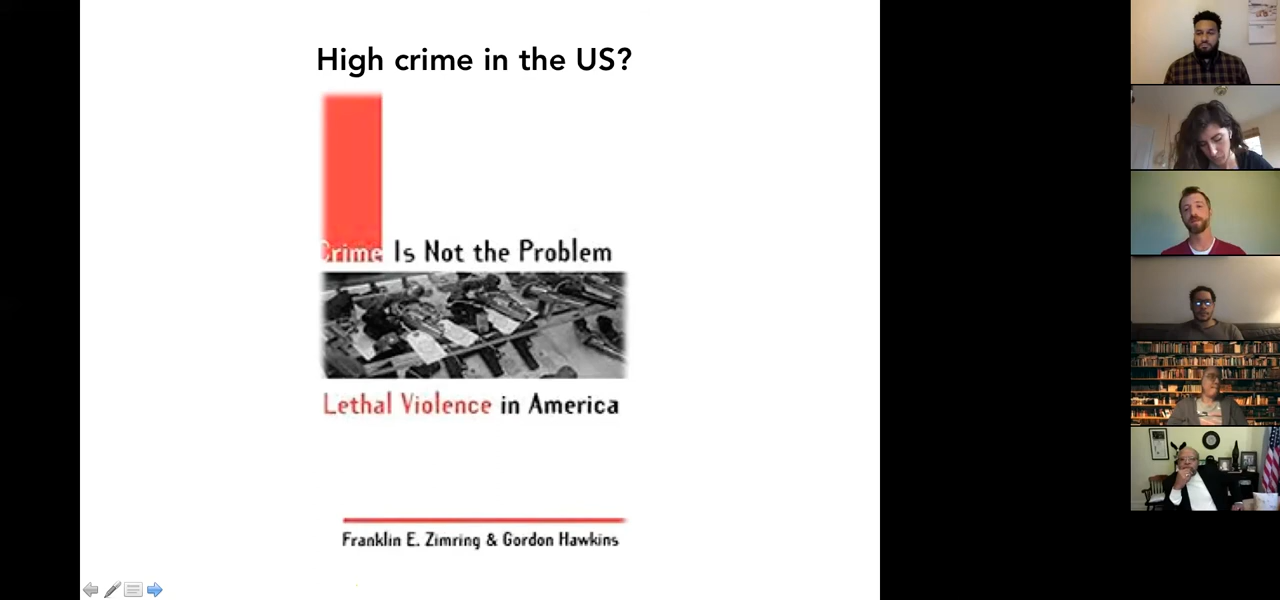 High crime in the US?
Crime Is Not the Problem
Lethal Violence in America
Franklin E. Zimring & Gordon Hawkins